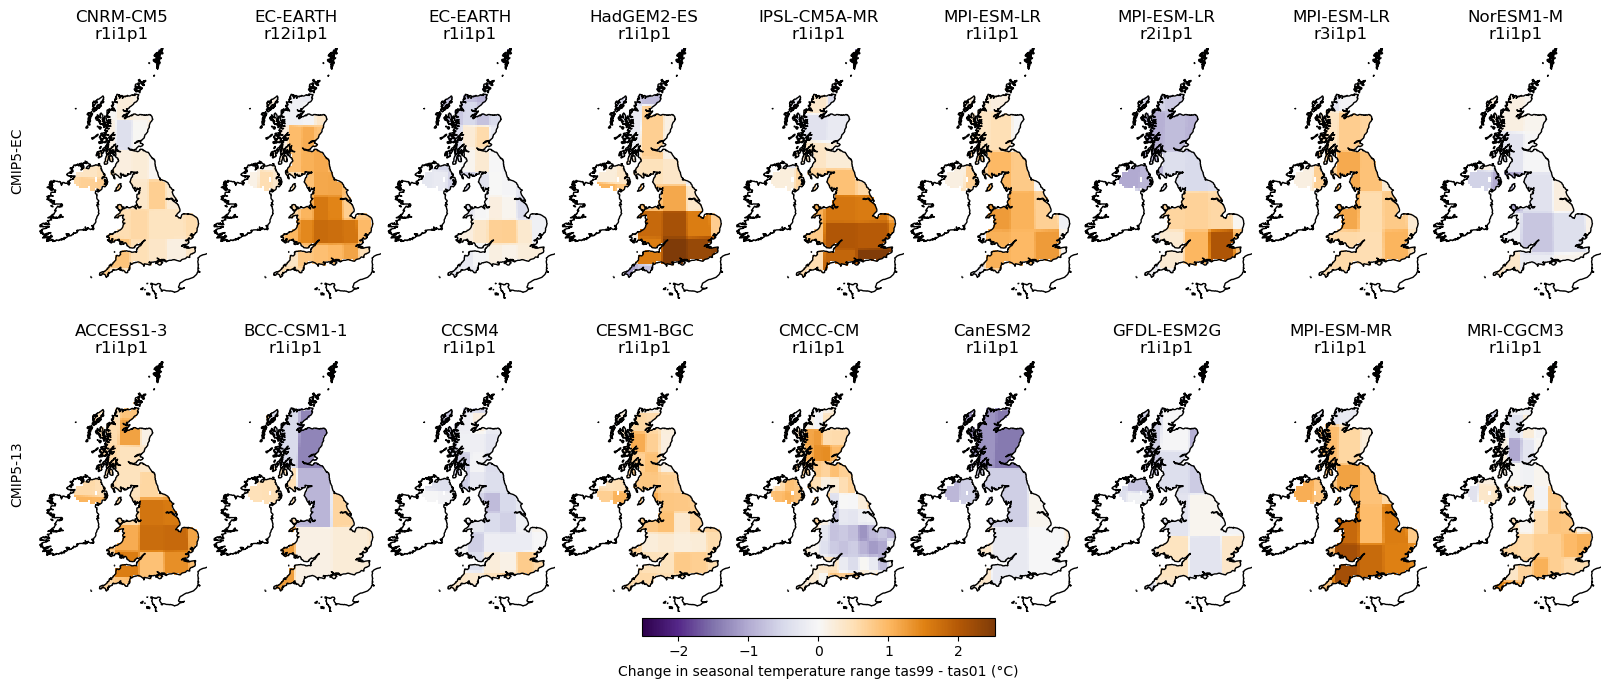 CNRM-CM5 EC-EARTH EC-EARTH HadGEM2-ES IPSL-CM5A-MR MPI-ESM-LR MPI-ESM-LR MPI-ESM-LR NorESM1-M
r1i1p1 r12i1p1 r1i1p1 r1i1p1 r1i1p1 r1i1p1 r2i1p1 r3i1p1 r1i1p1
CMIP5-EC
ACCESS1-3 BCC-CSM1-1 CCSM4 CESM1-BGC CMCC-CM CanESM2 GFDL-ESM2G MPI-ESM-MR MRI-CGCM3
r1i1p1 r1i1p1 r1i1p1 r1i1p1 r1i1p1 r1i1p1 r1i1p1 r1i1p1 r1i1p1
CMIP5-13
−2 −1 0 1 2
Change in seasonal temperature range tas99 - tas01 (°C)